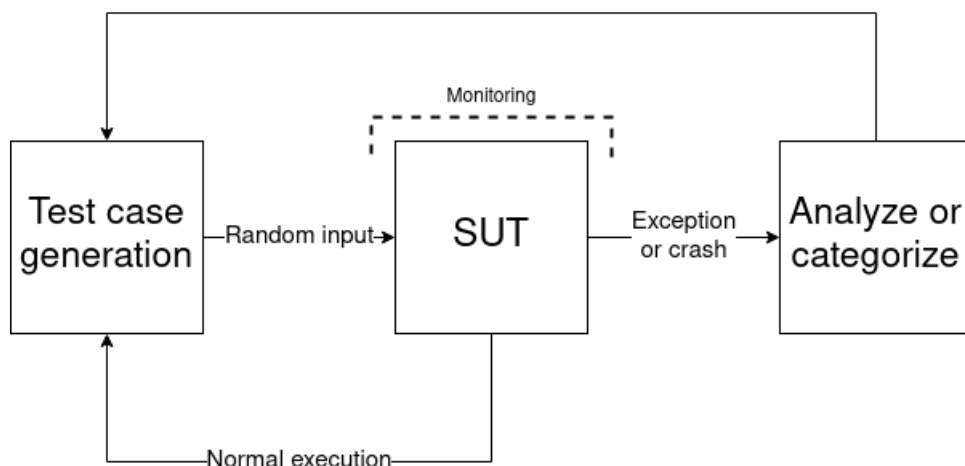 Monitoring
Test case
generation
Random input
SUT
Exception
or crash
Analyze or
categorize
Normal execution